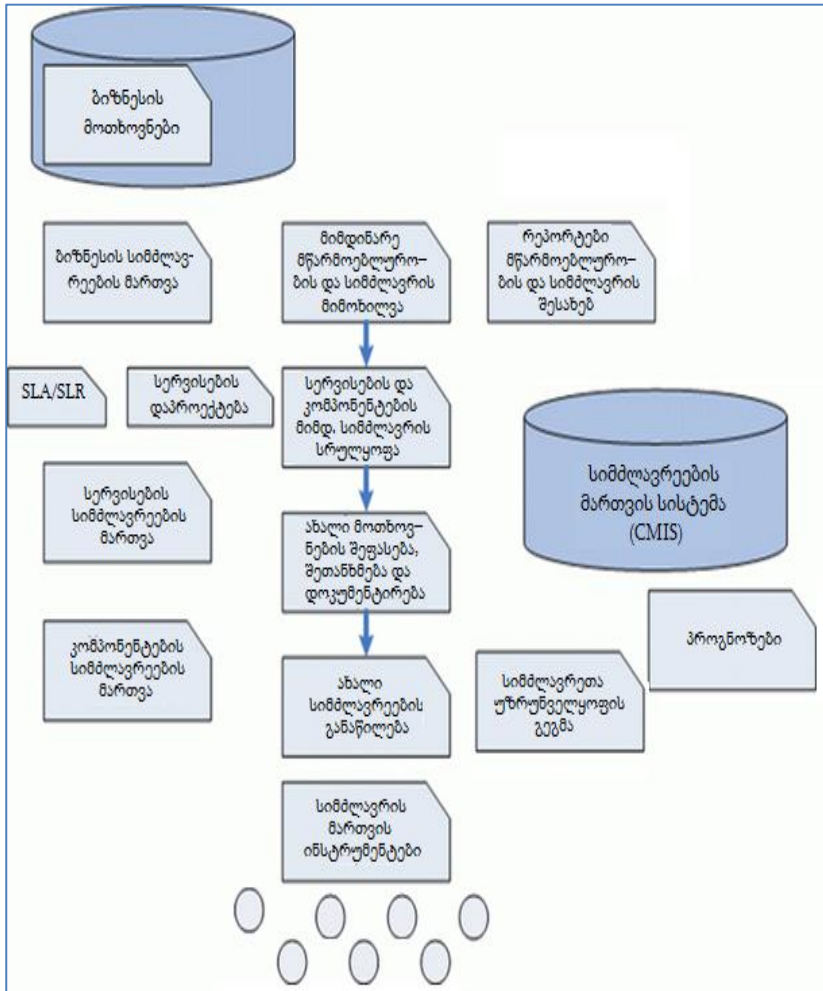 ბიზნესის
მოთხოვნები
ბიზნესის სიმძლავ-
რეების მართვა
მიმდინარე
მწარმოებლურო–
ბის და სიმძლავრის
მიმოხილვა
რეპორტები
მწარმოებლურო–
ბის და სიმძლავრის
შესახებ
SLA/SLR
სერვისების
დაპროექტება
სერვისების და
კომპონენტების
მიმდ. სიმძლავრის
სრულყოფა
სიმძლავრეების
მართვის სისტემა
(CMIS)
სერვისების
სიმძლავრეების
მართვა
ახალი მოთხოვ–
ნების შეფასება,
შეთანხმება და
დოკუმენტირება
კომპონენტების
სიმძლავრეების
მართვა
ახალი
სიმძლავრეების
განაწილება
სიმძლავრეთა
უზრუნველყოფის
გეგმა
პროგნოზები
სიმძლავრის
მართვის
ინსტრუმენტები